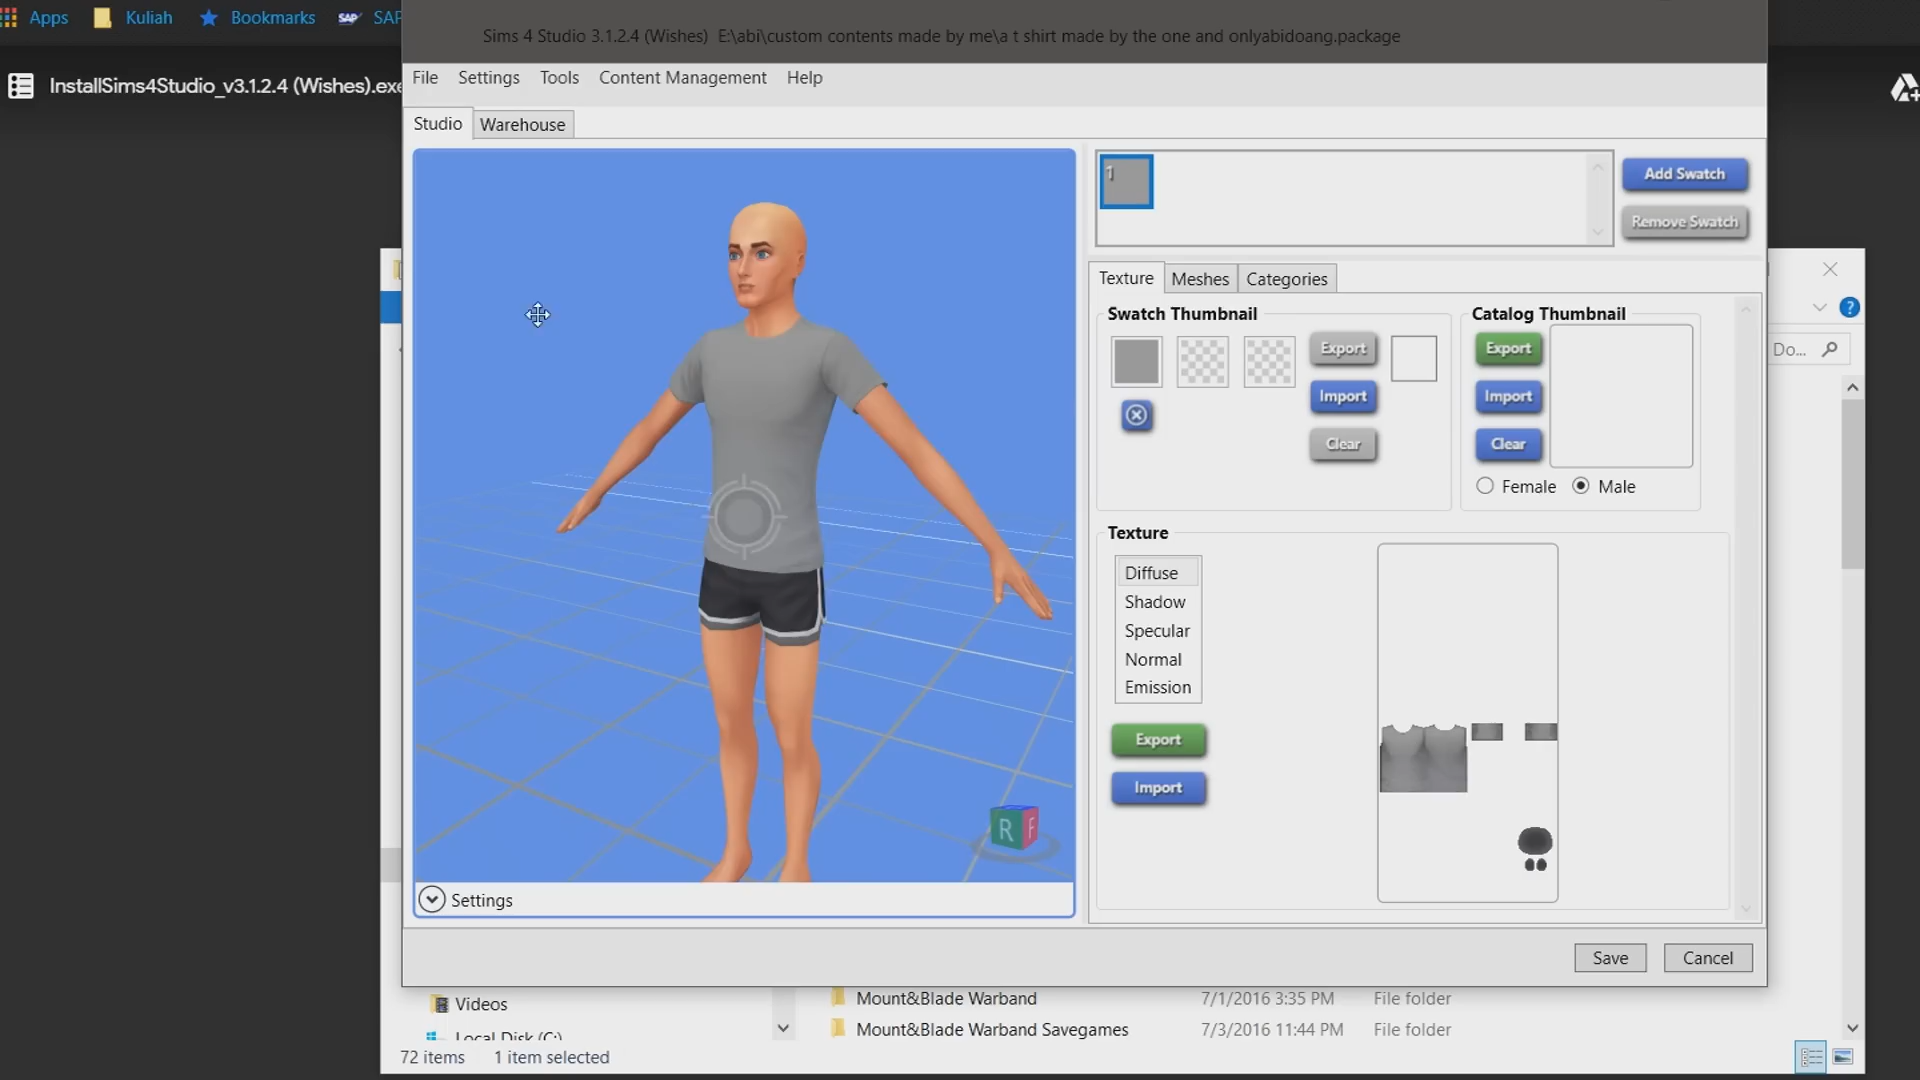 Apps Kuliah Bookmarks SAP SAP
Sims 4 Studio 3.1.2.4 (Wishes) E:\abi\custom contents made by me\a t shirt made by the one and onlyabidoang.package
InstallSims4Studio_v3.1.2.4 (Wishes).exe
File Settings Tools Content Management Help
Studio Warehouse
1
Add Swatch
Remove Swatch
Texture Meshes Categories
Swatch Thumbnail
Export
Import
Clear
Catalog Thumbnail
Export
Import
Clear
Female Male
Do...
?
Texture
Diffuse
Shadow
Specular
Normal
Emission
Export
Import
R F
Settings
Save Cancel
Videos
Local Disk (C:)
Mount&Blade Warband 7/1/2016 3:35 PM File folder
Mount&Blade Warband Savegames 7/3/2016 11:44 PM File folder
72 items 1 item selected